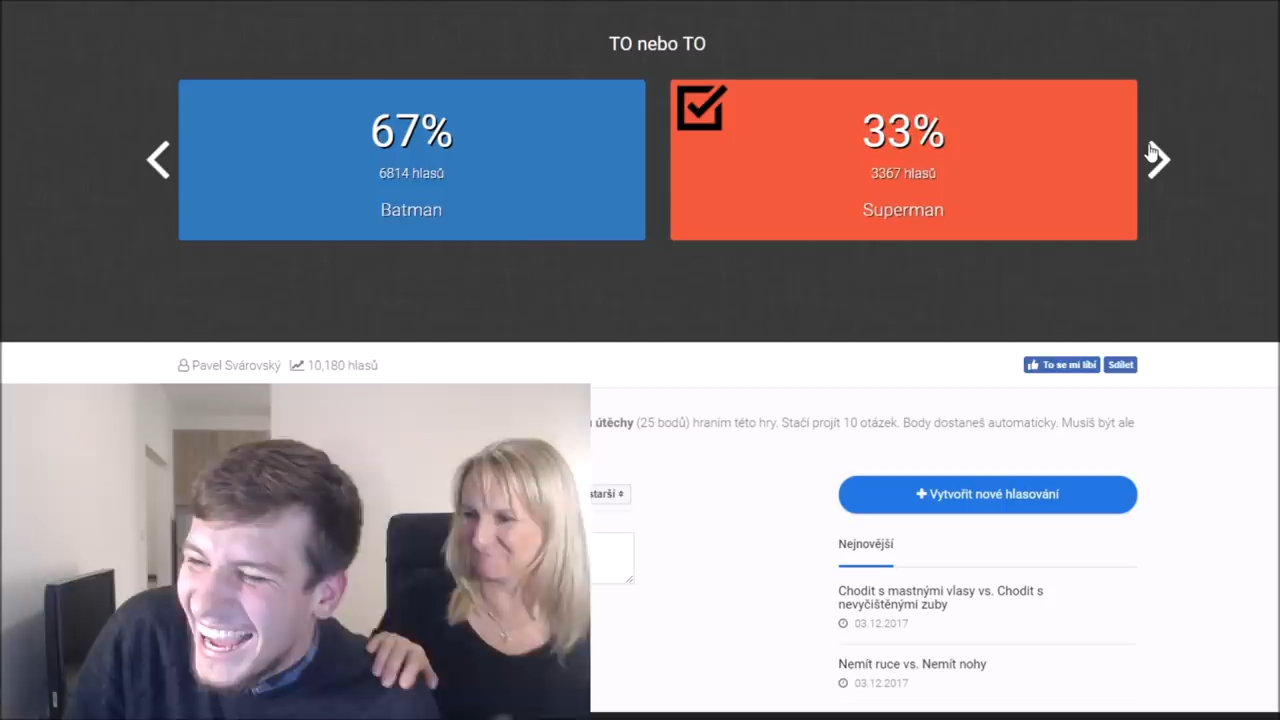 TO nebo TO
67%
6814 hlasů
Batman
33%
3367 hlasů
Superman
Pavel Svárovský 10,180 hlasů
To se mi líbí Sdílet
útěchy (25 bodů) hraním této hry. Stačí projít 10 otázek. Body dostaneš automaticky. Musíš být ale
starší
Vytvořit nové hlasování
Nejnovější
Chodit s mastnými vlasy vs. Chodit s
nevyčištěnými zuby
03.12.2017
Nemít ruce vs. Nemít nohy
03.12.2017